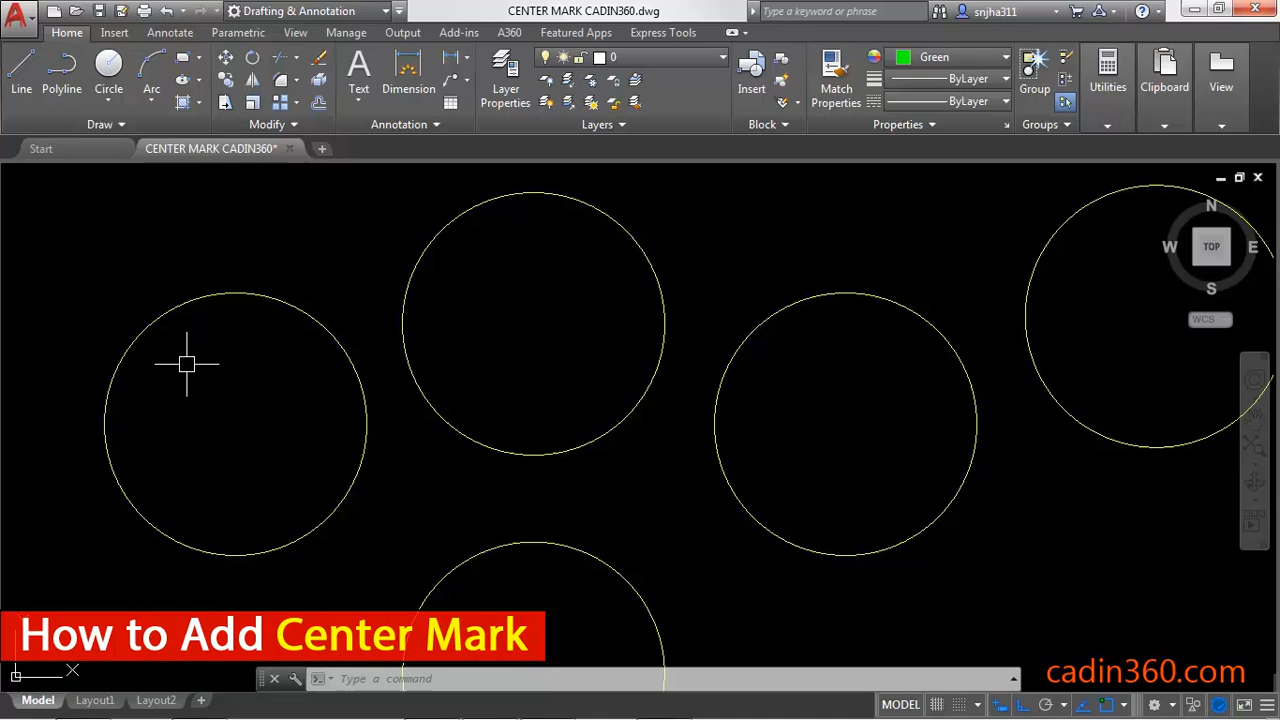 CENTER MARK CADIN360.dwg
Drafting & Annotation
Type a keyword or phrase
snjha311
Home Insert Annotate Parametric View Manage Output Add-ins A360 Featured Apps Express Tools
Line Polyline Circle Arc
Draw
Modify
Text Dimension
Annotation
Layer Properties
0
Layers
Insert
Block
Match Properties
Green
ByLayer
ByLayer
Properties
Group
Groups
Utilities
Clipboard
View
Start
CENTER MARK CADIN360*
N
W TOP E
S
WCS
How to Add Center Mark
X
Type a command
cadin360.com
Model Layout1 Layout2
MODEL